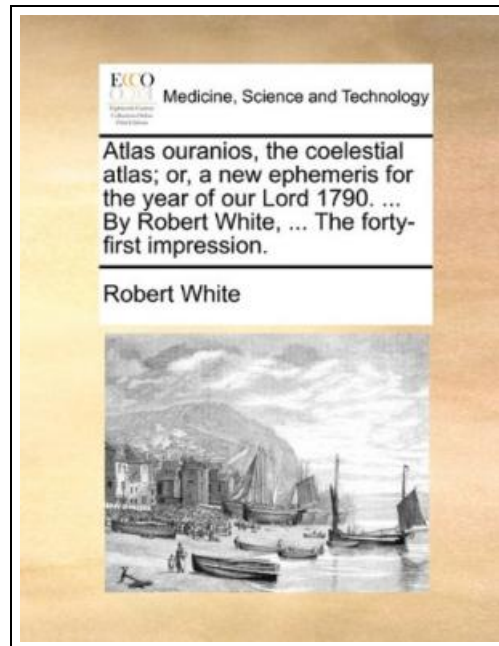 ECCO
Medicine, Science and Technology
Atlas ouranios, the coelestial
atlas; or, a new ephemeris for
the year of our Lord 1790. ...
By Robert White, ... The forty-
first impression.
Robert White